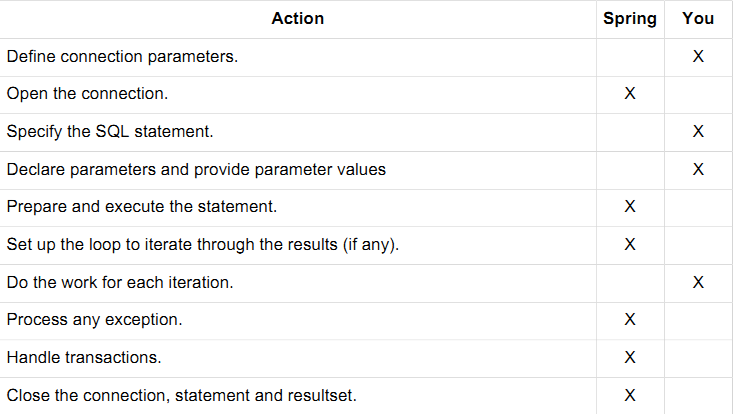 Action Spring You
Define connection parameters. X
Open the connection. X
Specify the SQL statement. X
Declare parameters and provide parameter values X
Prepare and execute the statement. X
Set up the loop to iterate through the results (if any). X
Do the work for each iteration. X
Process any exception. X
Handle transactions. X
Close the connection, statement and resultset. X